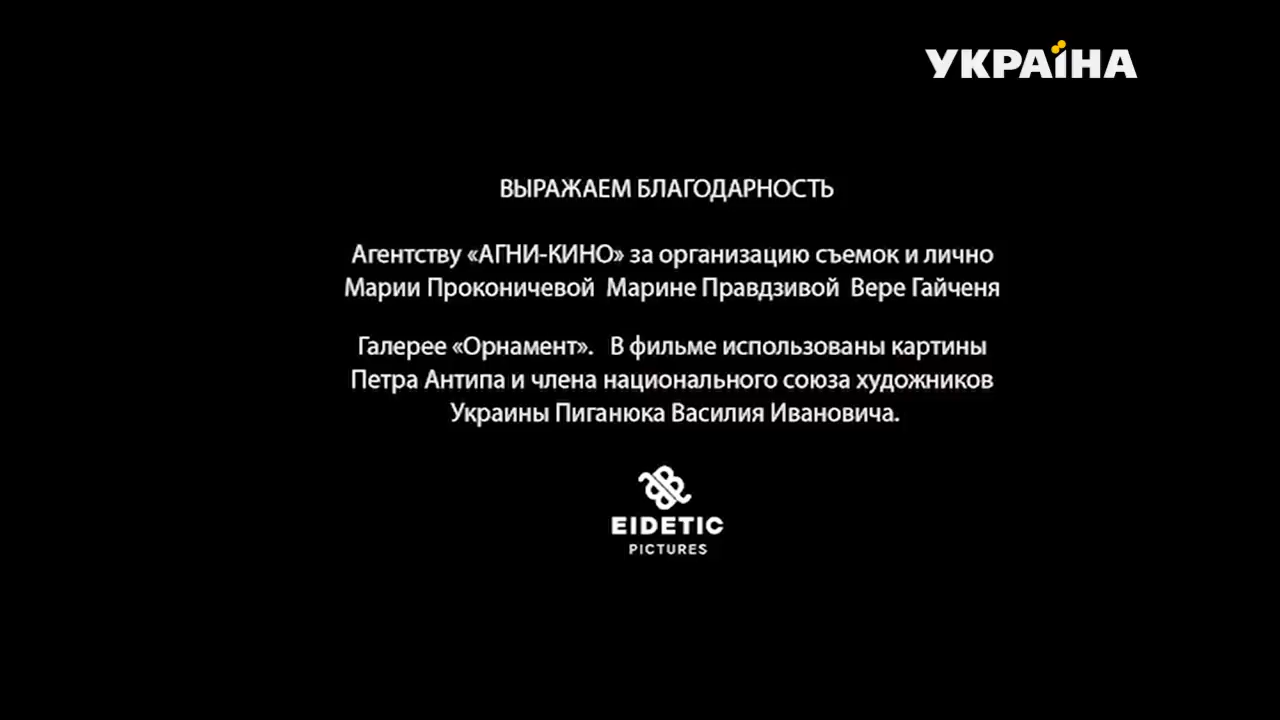 УКРАЇНА
ВЫРАЖАЕМ БЛАГОДАРНОСТЬ
Агентству «АГНИ-КИНО» за организацию съемок и лично
Марии Проконичевой Марине Правдзивой Вере Гайченя
Галерее «Орнамент». В фильме использованы картины
Петра Антипа и члена национального союза художников
Украины Пиганюка Василия Ивановича.
EIDETIC
PICTURES